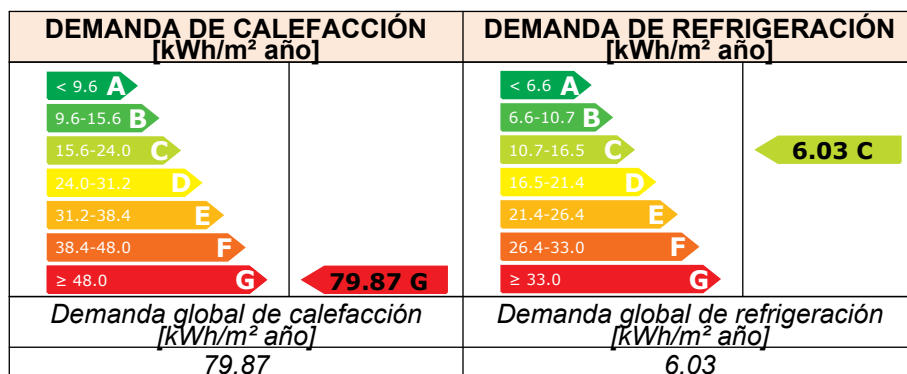 DEMANDA DE CALEFACCIÓN
[kWh/m² año]
DEMANDA DE REFRIGERACIÓN
[kWh/m² año]
< 9.6 A
9.6-15.6 B
15.6-24.0 C
24.0-31.2 D
31.2-38.4 E
38.4-48.0 F
≥ 48.0 G
79.87 G
< 6.6 A
6.6-10.7 B
10.7-16.5 C
16.5-21.4 D
21.4-26.4 E
26.4-33.0 F
≥ 33.0 G
6.03 C
Demanda global de calefacción
[kWh/m² año]
Demanda global de refrigeración
[kWh/m² año]
79.87
6.03